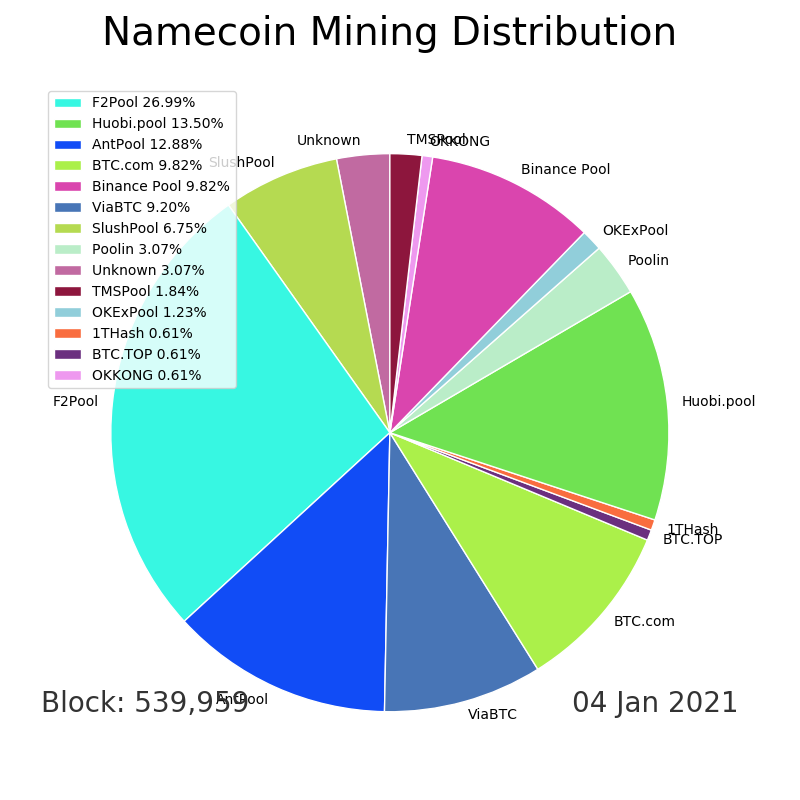 Namecoin Mining Distribution
F2Pool 26.99%
Huobi.pool 13.50%
AntPool 12.88%
BTC.com 9.82%
Binance Pool 9.82%
ViaBTC 9.20%
SlushPool 6.75%
Poolin 3.07%
Unknown 3.07%
TMSPool 1.84%
OKExPool 1.23%
1THash 0.61%
BTC.TOP 0.61%
OKKONG 0.61%
Unknown
TMSPool
OKKONG
SlushPool
Binance Pool
OKExPool
Poolin
F2Pool
Huobi.pool
1THash
BTC.TOP
BTC.com
AntPool
ViaBTC
Block: 539,959
04 Jan 2021